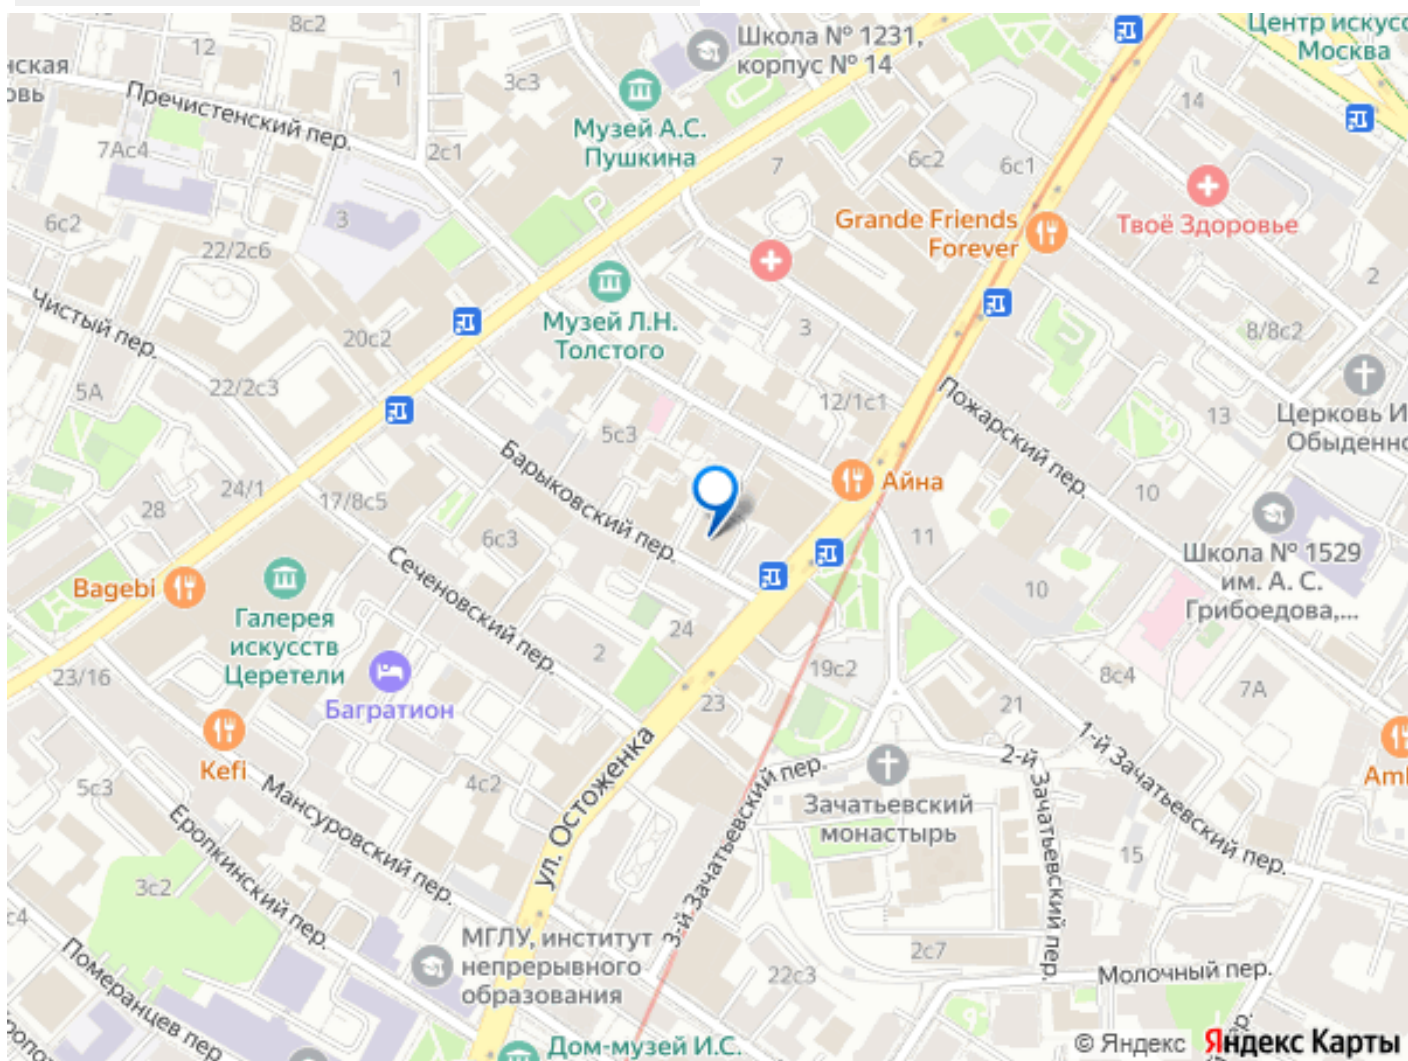 8с2
Центр искусс
Москва
12
Школа № 1231,
корпус № 14
нская
овь
1
3с3
14
Пречистенский пер.
Музей А.С.
Пушкина
7Ас4
2с1
7
6с2
6с1
Твоё Здоровье
6с2
3
Grande Friends
Forever
22/2с6
2
Чистый пер.
Музей Л.Н.
Толстого
3
8/8с2
20с2
5А
22/2с3
12/1с1
Пожарский пер.
13
Церковь И
Обыденно
5с3
Барыковский пер.
Айна
24/1
17/8с5
28
10
6с3
11
Школа № 1529
им. А. С.
Грибоедова,...
Сеченовский пер.
Bagebi
10
Галерея
искусств
Церетели
24
2
19с2
8с4
7А
23/16
Багратион
23
21
1-й Зачатьевский пер.
2-й Зачатьевский пер.
ул. Остоженка
Kefi
Мансуровский пер.
4с2
3-й Зачатьевский пер.
Зачатьевский
монастырь
Aml
5с3
Еропкинский пер.
15
3с2
с4
МГЛУ, институт
непрерывного
образования
2с7
22с3
Молочный пер.
Померанцев пер.
Дом-музей И.С.
© Яндекс
Яндекс Карты